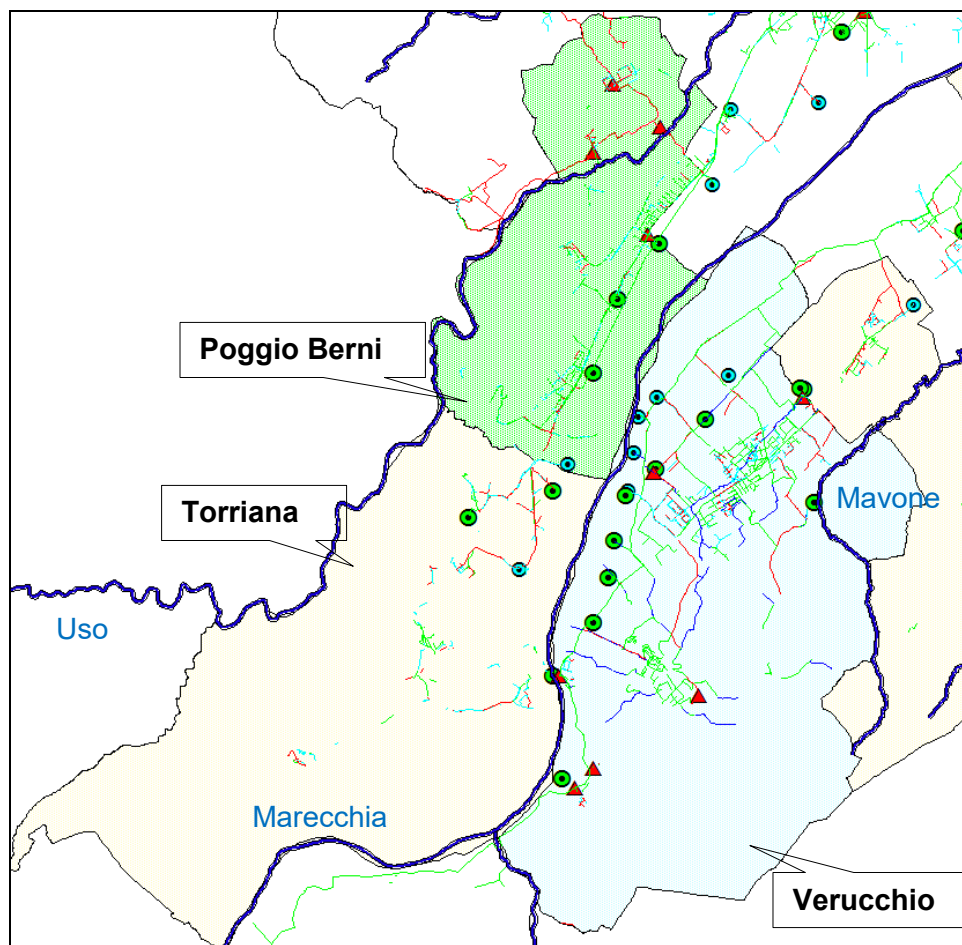 Poggio Berni
Torriana
Mavone
Uso
Marecchia
Verucchio